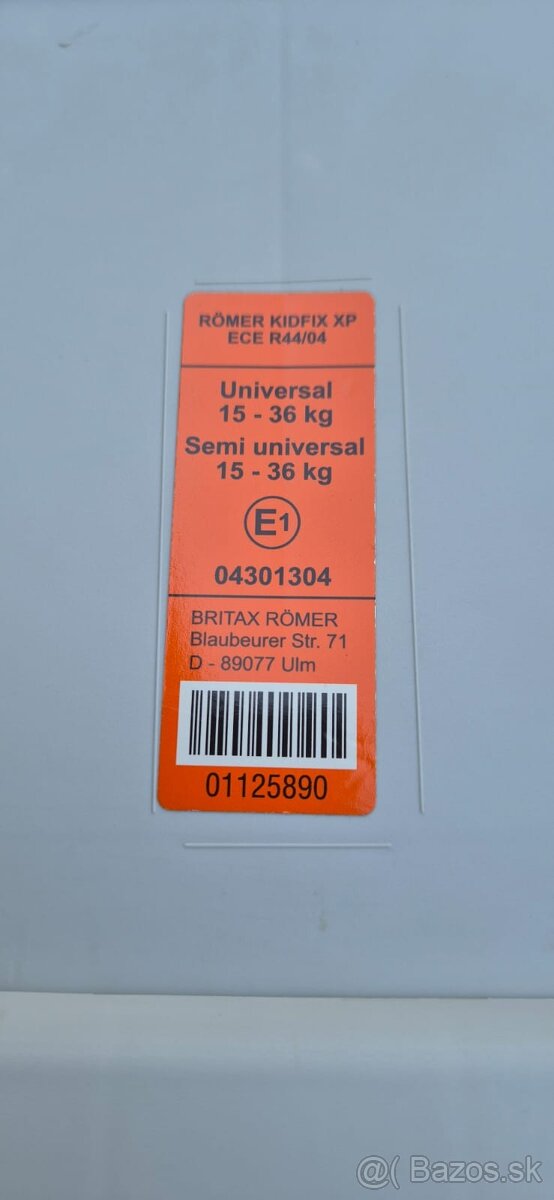 RÖMER KIDFIX XP
ECE R44/04
Universal
15 - 36 kg
Semi universal
15 - 36 kg
E1
04301304
BRITAX RÖMER
Blaubeurer Str. 71
D - 89077 Ulm
01125890
@( Bazos.sk